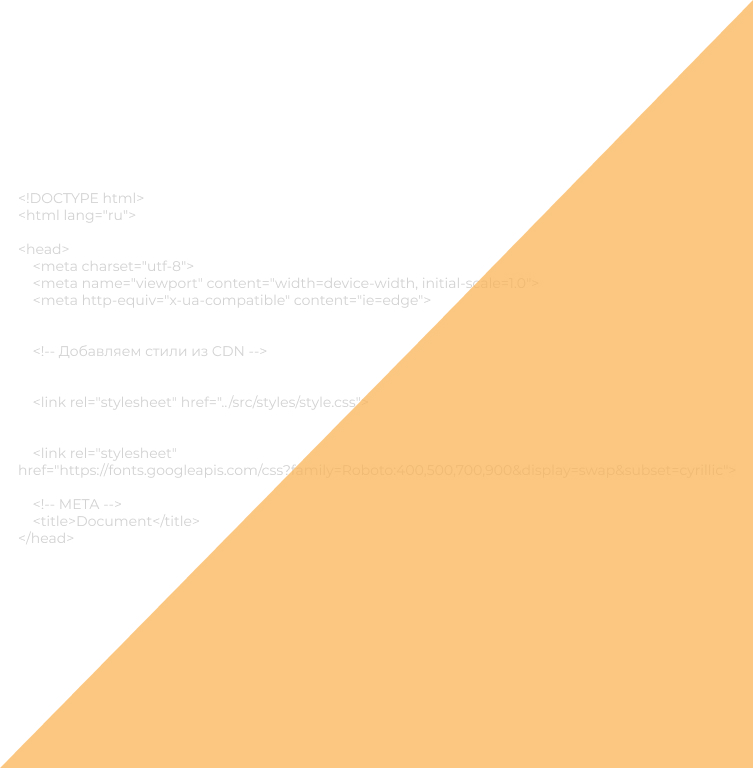 <!DOCTYPE html>
<html lang="ru">
<head>
<meta charset="utf-8">
<meta name="viewport" content="width=device-width, initial-scale=1.0">
<meta http-equiv="x-ua-compatible" content="ie=edge">
<!-- Добавляем стили из CDN -->
<link rel="stylesheet" href="../src/styles/style.css">
<link rel="stylesheet"
href="https://fonts.googleapis.com/css?family=Roboto:400,500,700,900&display=swap&subset=cyrillic">
<!-- META -->
<title>Document</title>
</head>